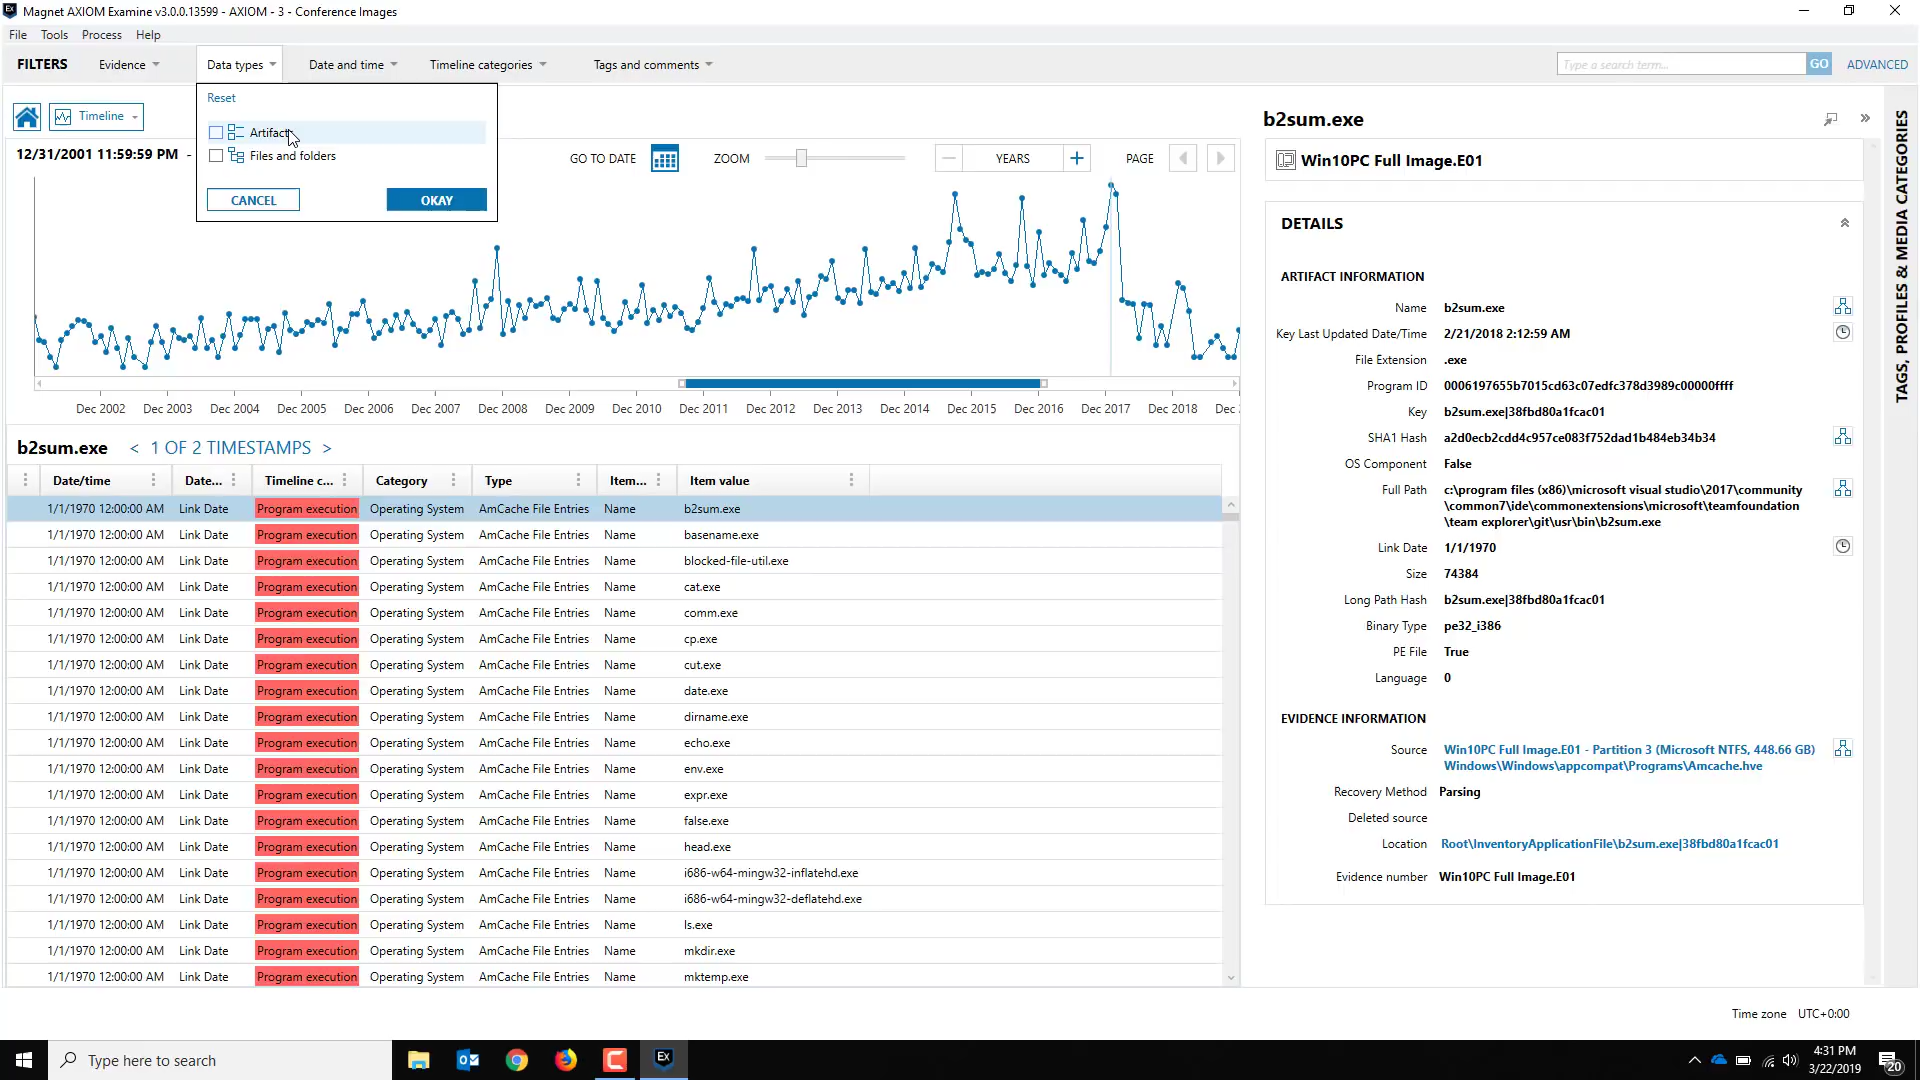 Magnet AXIOM Examine v3.0.0.13599 - AXIOM - 3 - Conference Images
File Tools Process Help
FILTERS Evidence Data types Date and time Timeline categories Tags and comments Type a search term... GO ADVANCED
Reset
Artifacts
Files and folders
CANCEL OKAY
Timeline
12/31/2001 11:59:59 PM -
GO TO DATE ZOOM YEARS PAGE
Dec 2002 Dec 2003 Dec 2004 Dec 2005 Dec 2006 Dec 2007 Dec 2008 Dec 2009 Dec 2010 Dec 2011 Dec 2012 Dec 2013 Dec 2014 Dec 2015 Dec 2016 Dec 2017 Dec 2018 Dec 2
b2sum.exe < 1 OF 2 TIMESTAMPS >
Date/time Date... Timeline c... Category Type Item... Item value
1/1/1970 12:00:00 AM Link Date Program execution Operating System AmCache File Entries Name b2sum.exe
1/1/1970 12:00:00 AM Link Date Program execution Operating System AmCache File Entries Name basename.exe
1/1/1970 12:00:00 AM Link Date Program execution Operating System AmCache File Entries Name blocked-file-util.exe
1/1/1970 12:00:00 AM Link Date Program execution Operating System AmCache File Entries Name cat.exe
1/1/1970 12:00:00 AM Link Date Program execution Operating System AmCache File Entries Name comm.exe
1/1/1970 12:00:00 AM Link Date Program execution Operating System AmCache File Entries Name cp.exe
1/1/1970 12:00:00 AM Link Date Program execution Operating System AmCache File Entries Name cut.exe
1/1/1970 12:00:00 AM Link Date Program execution Operating System AmCache File Entries Name date.exe
1/1/1970 12:00:00 AM Link Date Program execution Operating System AmCache File Entries Name dirname.exe
1/1/1970 12:00:00 AM Link Date Program execution Operating System AmCache File Entries Name echo.exe
1/1/1970 12:00:00 AM Link Date Program execution Operating System AmCache File Entries Name env.exe
1/1/1970 12:00:00 AM Link Date Program execution Operating System AmCache File Entries Name expr.exe
1/1/1970 12:00:00 AM Link Date Program execution Operating System AmCache File Entries Name false.exe
1/1/1970 12:00:00 AM Link Date Program execution Operating System AmCache File Entries Name head.exe
1/1/1970 12:00:00 AM Link Date Program execution Operating System AmCache File Entries Name i686-w64-mingw32-inflatehd.exe
1/1/1970 12:00:00 AM Link Date Program execution Operating System AmCache File Entries Name i686-w64-mingw32-deflatehd.exe
1/1/1970 12:00:00 AM Link Date Program execution Operating System AmCache File Entries Name ls.exe
1/1/1970 12:00:00 AM Link Date Program execution Operating System AmCache File Entries Name mkdir.exe
1/1/1970 12:00:00 AM Link Date Program execution Operating System AmCache File Entries Name mktemp.exe
b2sum.exe
Win10PC Full Image.E01
DETAILS
ARTIFACT INFORMATION
Name b2sum.exe
Key Last Updated Date/Time 2/21/2018 2:12:59 AM
File Extension .exe
Program ID 0006197655b7015cd63c07edfc378d3989c00000ffff
Key b2sum.exe|38fbd80a1fcac01
SHA1 Hash a2d0ecb2cdd4c957ce083f752dad1b484eb34b34
OS Component False
Full Path c:\program files (x86)\microsoft visual studio\2017\community
\common7\ide\commonextensions\microsoft\teamfoundation
\team explorer\git\usr\bin\b2sum.exe
Link Date 1/1/1970
Size 74384
Long Path Hash b2sum.exe|38fbd80a1fcac01
Binary Type pe32_i386
PE File True
Language 0
EVIDENCE INFORMATION
Source Win10PC Full Image.E01 - Partition 3 (Microsoft NTFS, 448.66 GB)
Windows\Windows\appcompat\Programs\Amcache.hve
Recovery Method Parsing
Deleted source
Location Root\InventoryApplicationFile\b2sum.exe|38fbd80a1fcac01
Evidence number Win10PC Full Image.E01
TAGS, PROFILES & MEDIA CATEGORIES
Time zone UTC+0:00
Type here to search
4:31 PM
3/22/2019
20